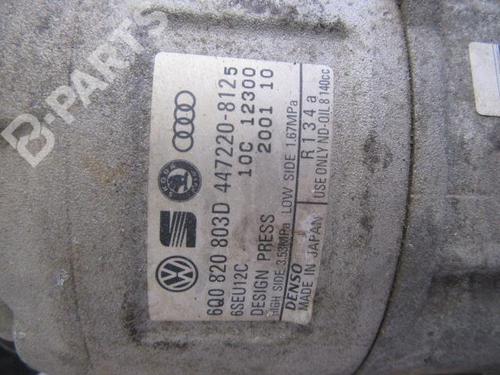 B-PARTS
SKODA
6Q0 820 803D 447220-8125
6SEU12C 10C 12300
DESIGN PRESS 2001 10
HIGH SIDE 3.53MPa LOW SIDE 1.67MPa
DENSO R134a
MADE IN JAPAN USE ONLY ND-OIL 8 140cc